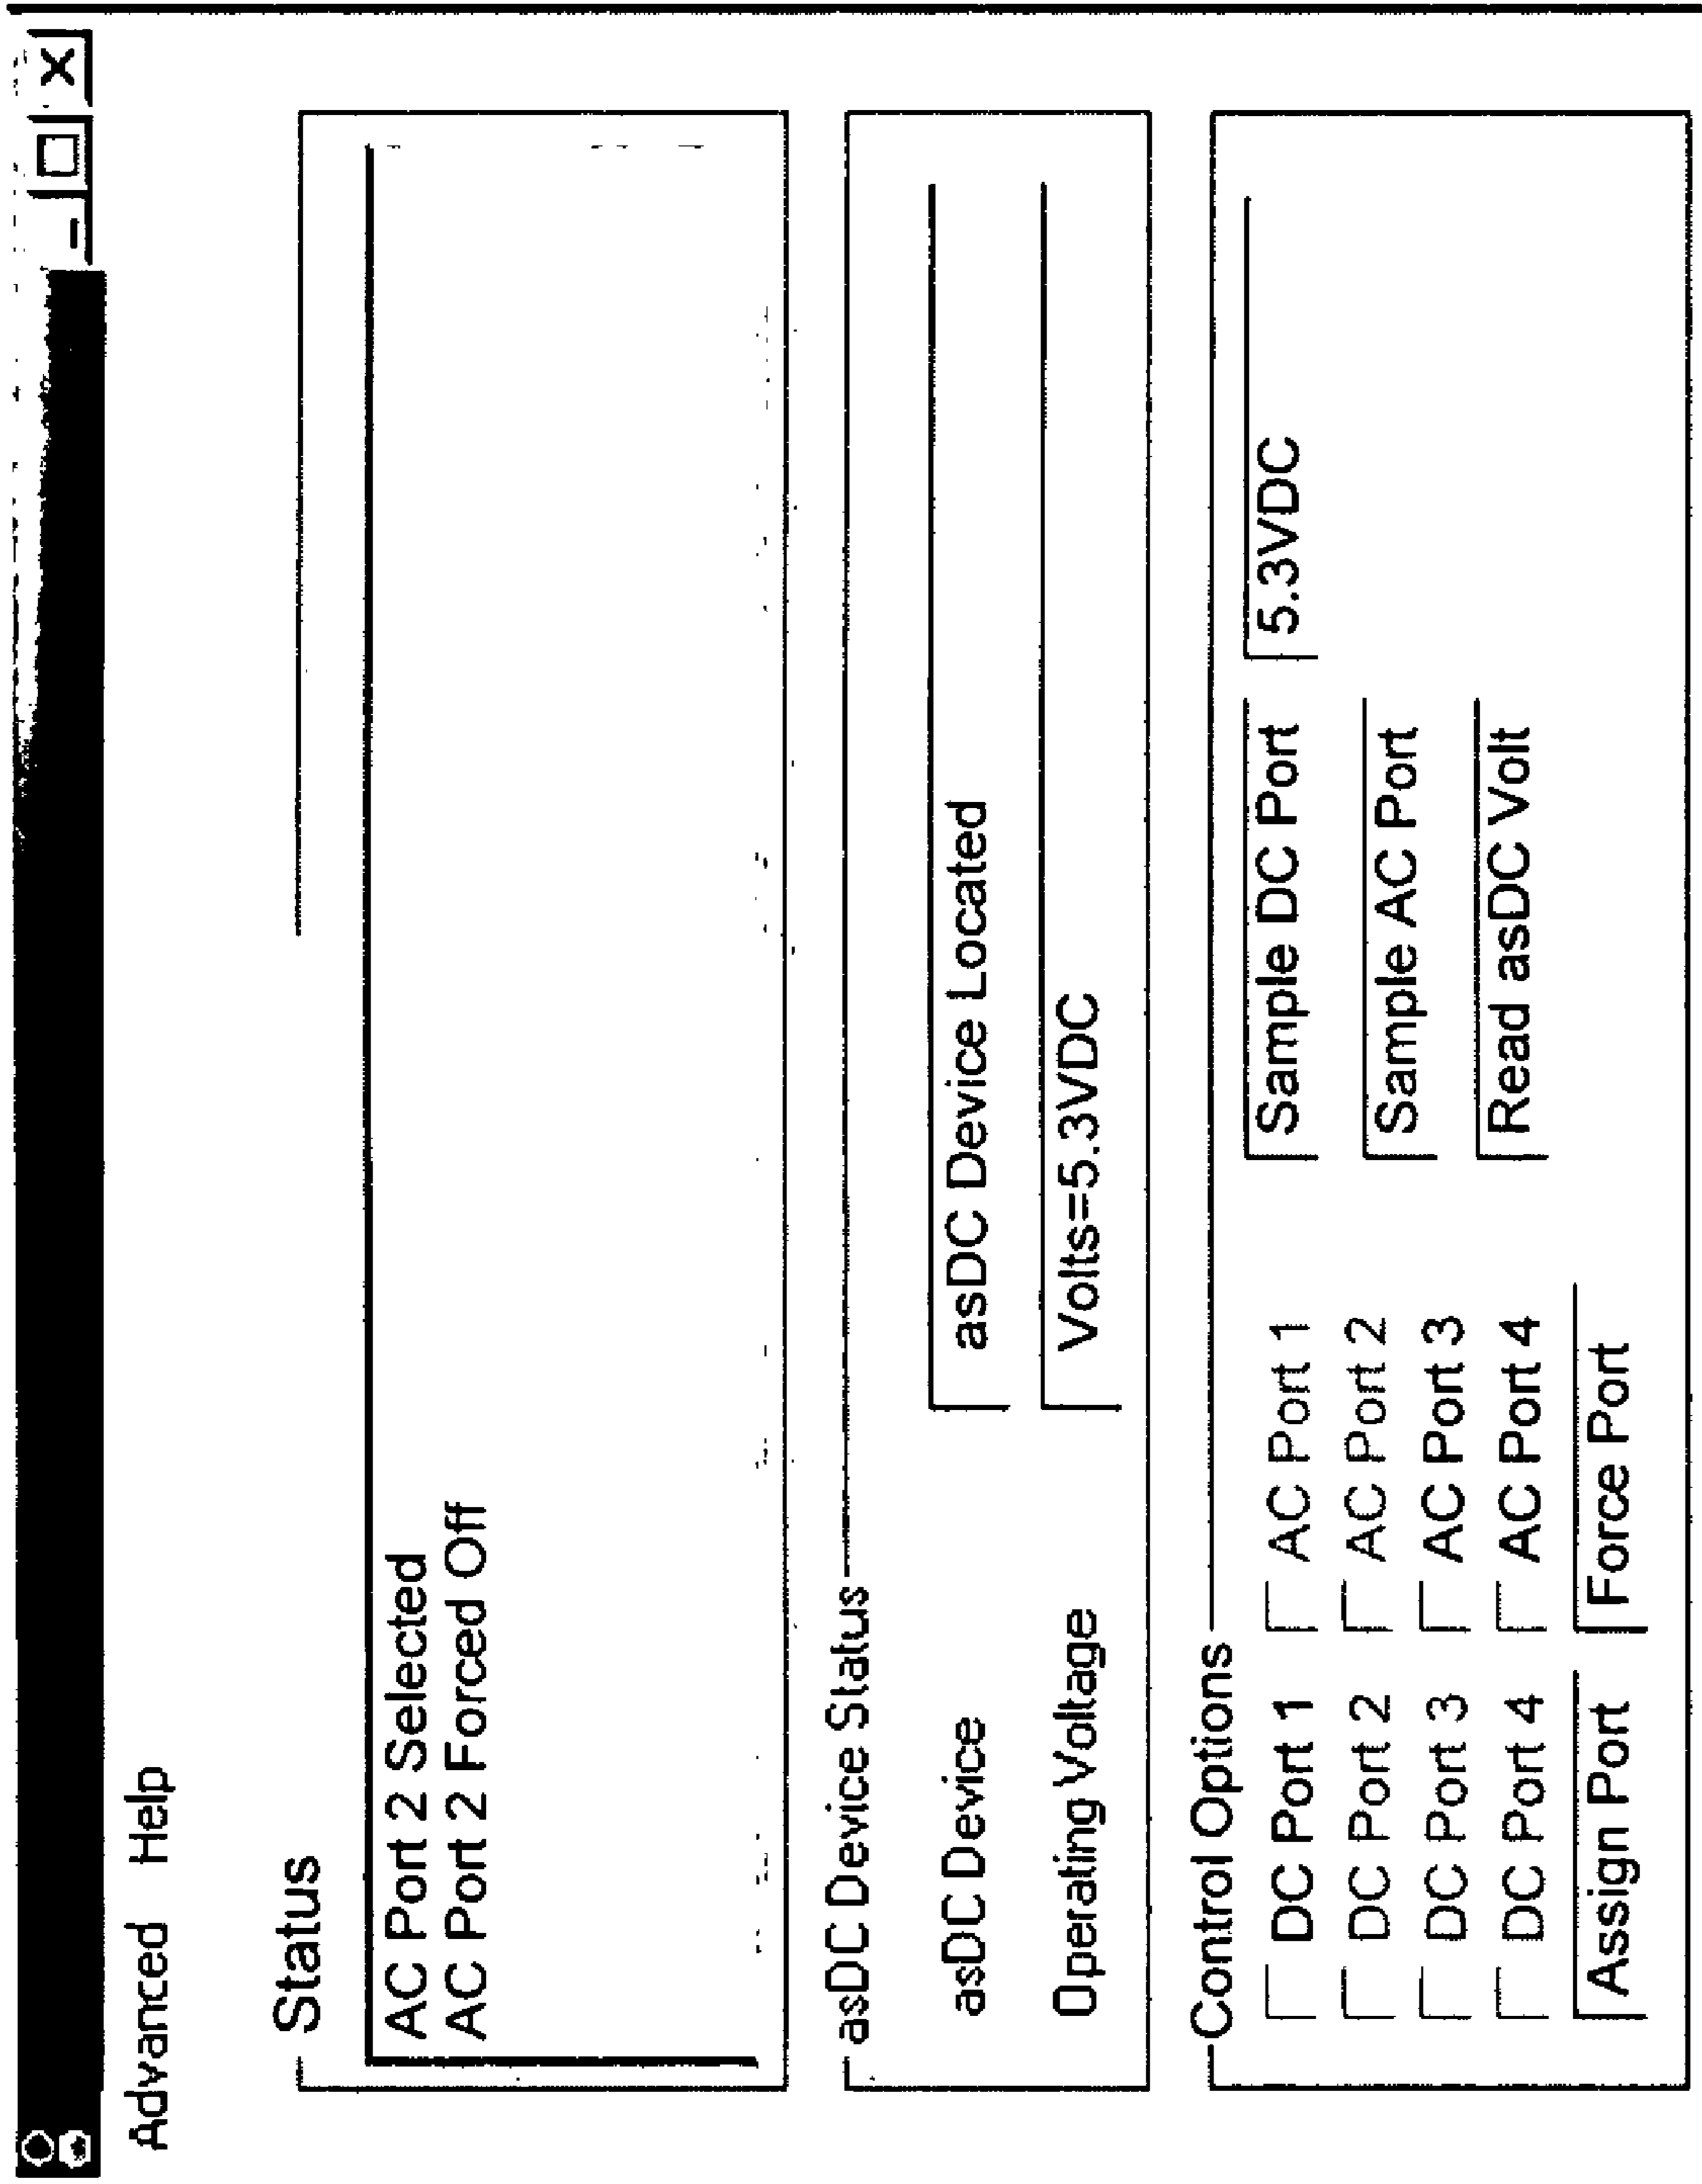 Advanced Help
Status
AC Port 2 Selected
AC Port 2 Forced Off
asDC Device Status
asDC Device
asDC Device Located
Operating Voltage
Volts=5.3VDC
Control Options
DC Port 1
AC Port 1
Sample DC Port
5.3VDC
DC Port 2
AC Port 2
Sample AC Port
DC Port 3
AC Port 3
Read asDC Volt
DC Port 4
AC Port 4
Assign Port
Force Port